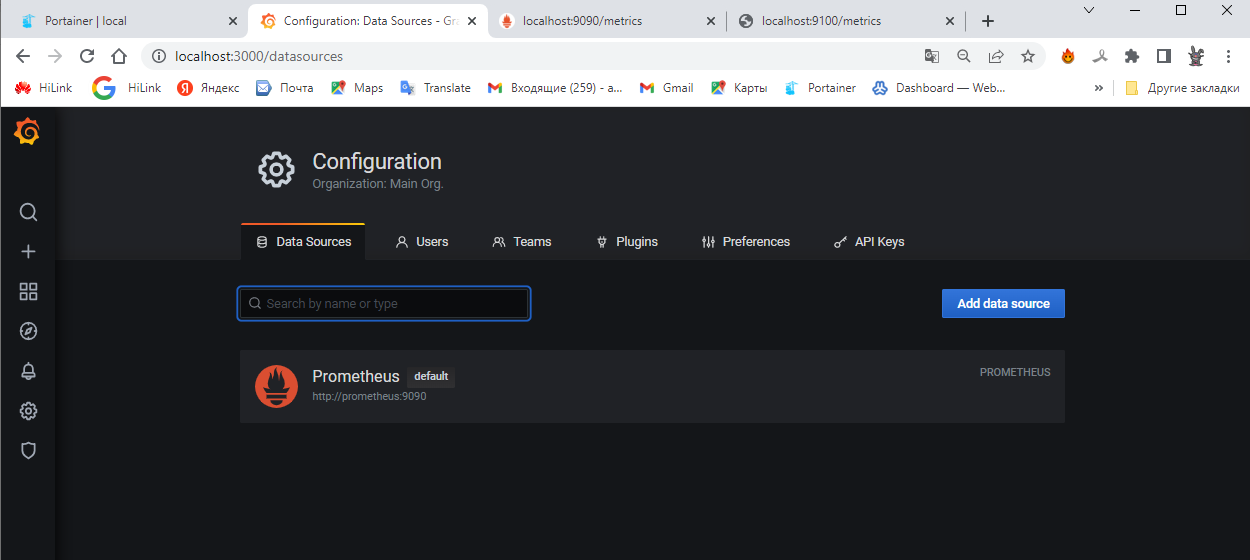 Portainer | local
Configuration: Data Sources - Gra
localhost:9090/metrics
localhost:9100/metrics
localhost:3000/datasources
HiLink
HiLink
Яндекс
Почта
Maps
Translate
Входящие (259) - a...
Gmail
Карты
Portainer
Dashboard — Web...
»
Другие закладки
Configuration
Organization: Main Org.
Data Sources
Users
Teams
Plugins
Preferences
API Keys
Search by name or type
Add data source
Prometheus default
PROMETHEUS
http://prometheus:9090